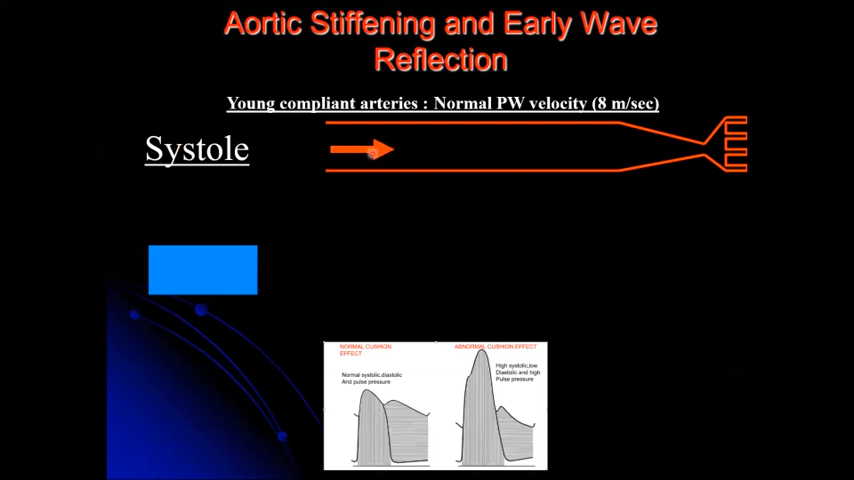 Aortic Stiffening and Early Wave
Reflection
Young compliant arteries : Normal PW velocity (8 m/sec)
Systole
NORMAL CUSHION
EFFECT
Normal systolic,diastolic
And pulse pressure
ABNORMAL CUSHION EFFECT
High systolic,low
Diastolic and high
Pulse pressure